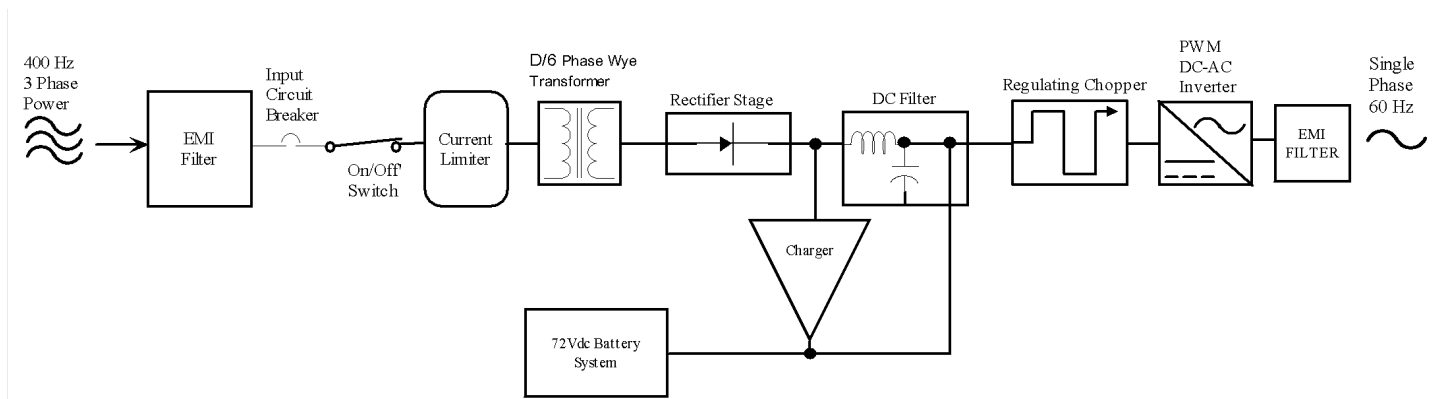 400 Hz
3 Phase
Power
EMI
Filter
Input
Circuit
Breaker
On/Off'
Switch
Current
Limiter
D/6 Phase Wye
Transformer
Rectifier Stage
DC Filter
Charger
72Vdc Battery
System
Regulating Chopper
PWM
DC-AC
Inverter
EMI
FILTER
Single
Phase
60 Hz